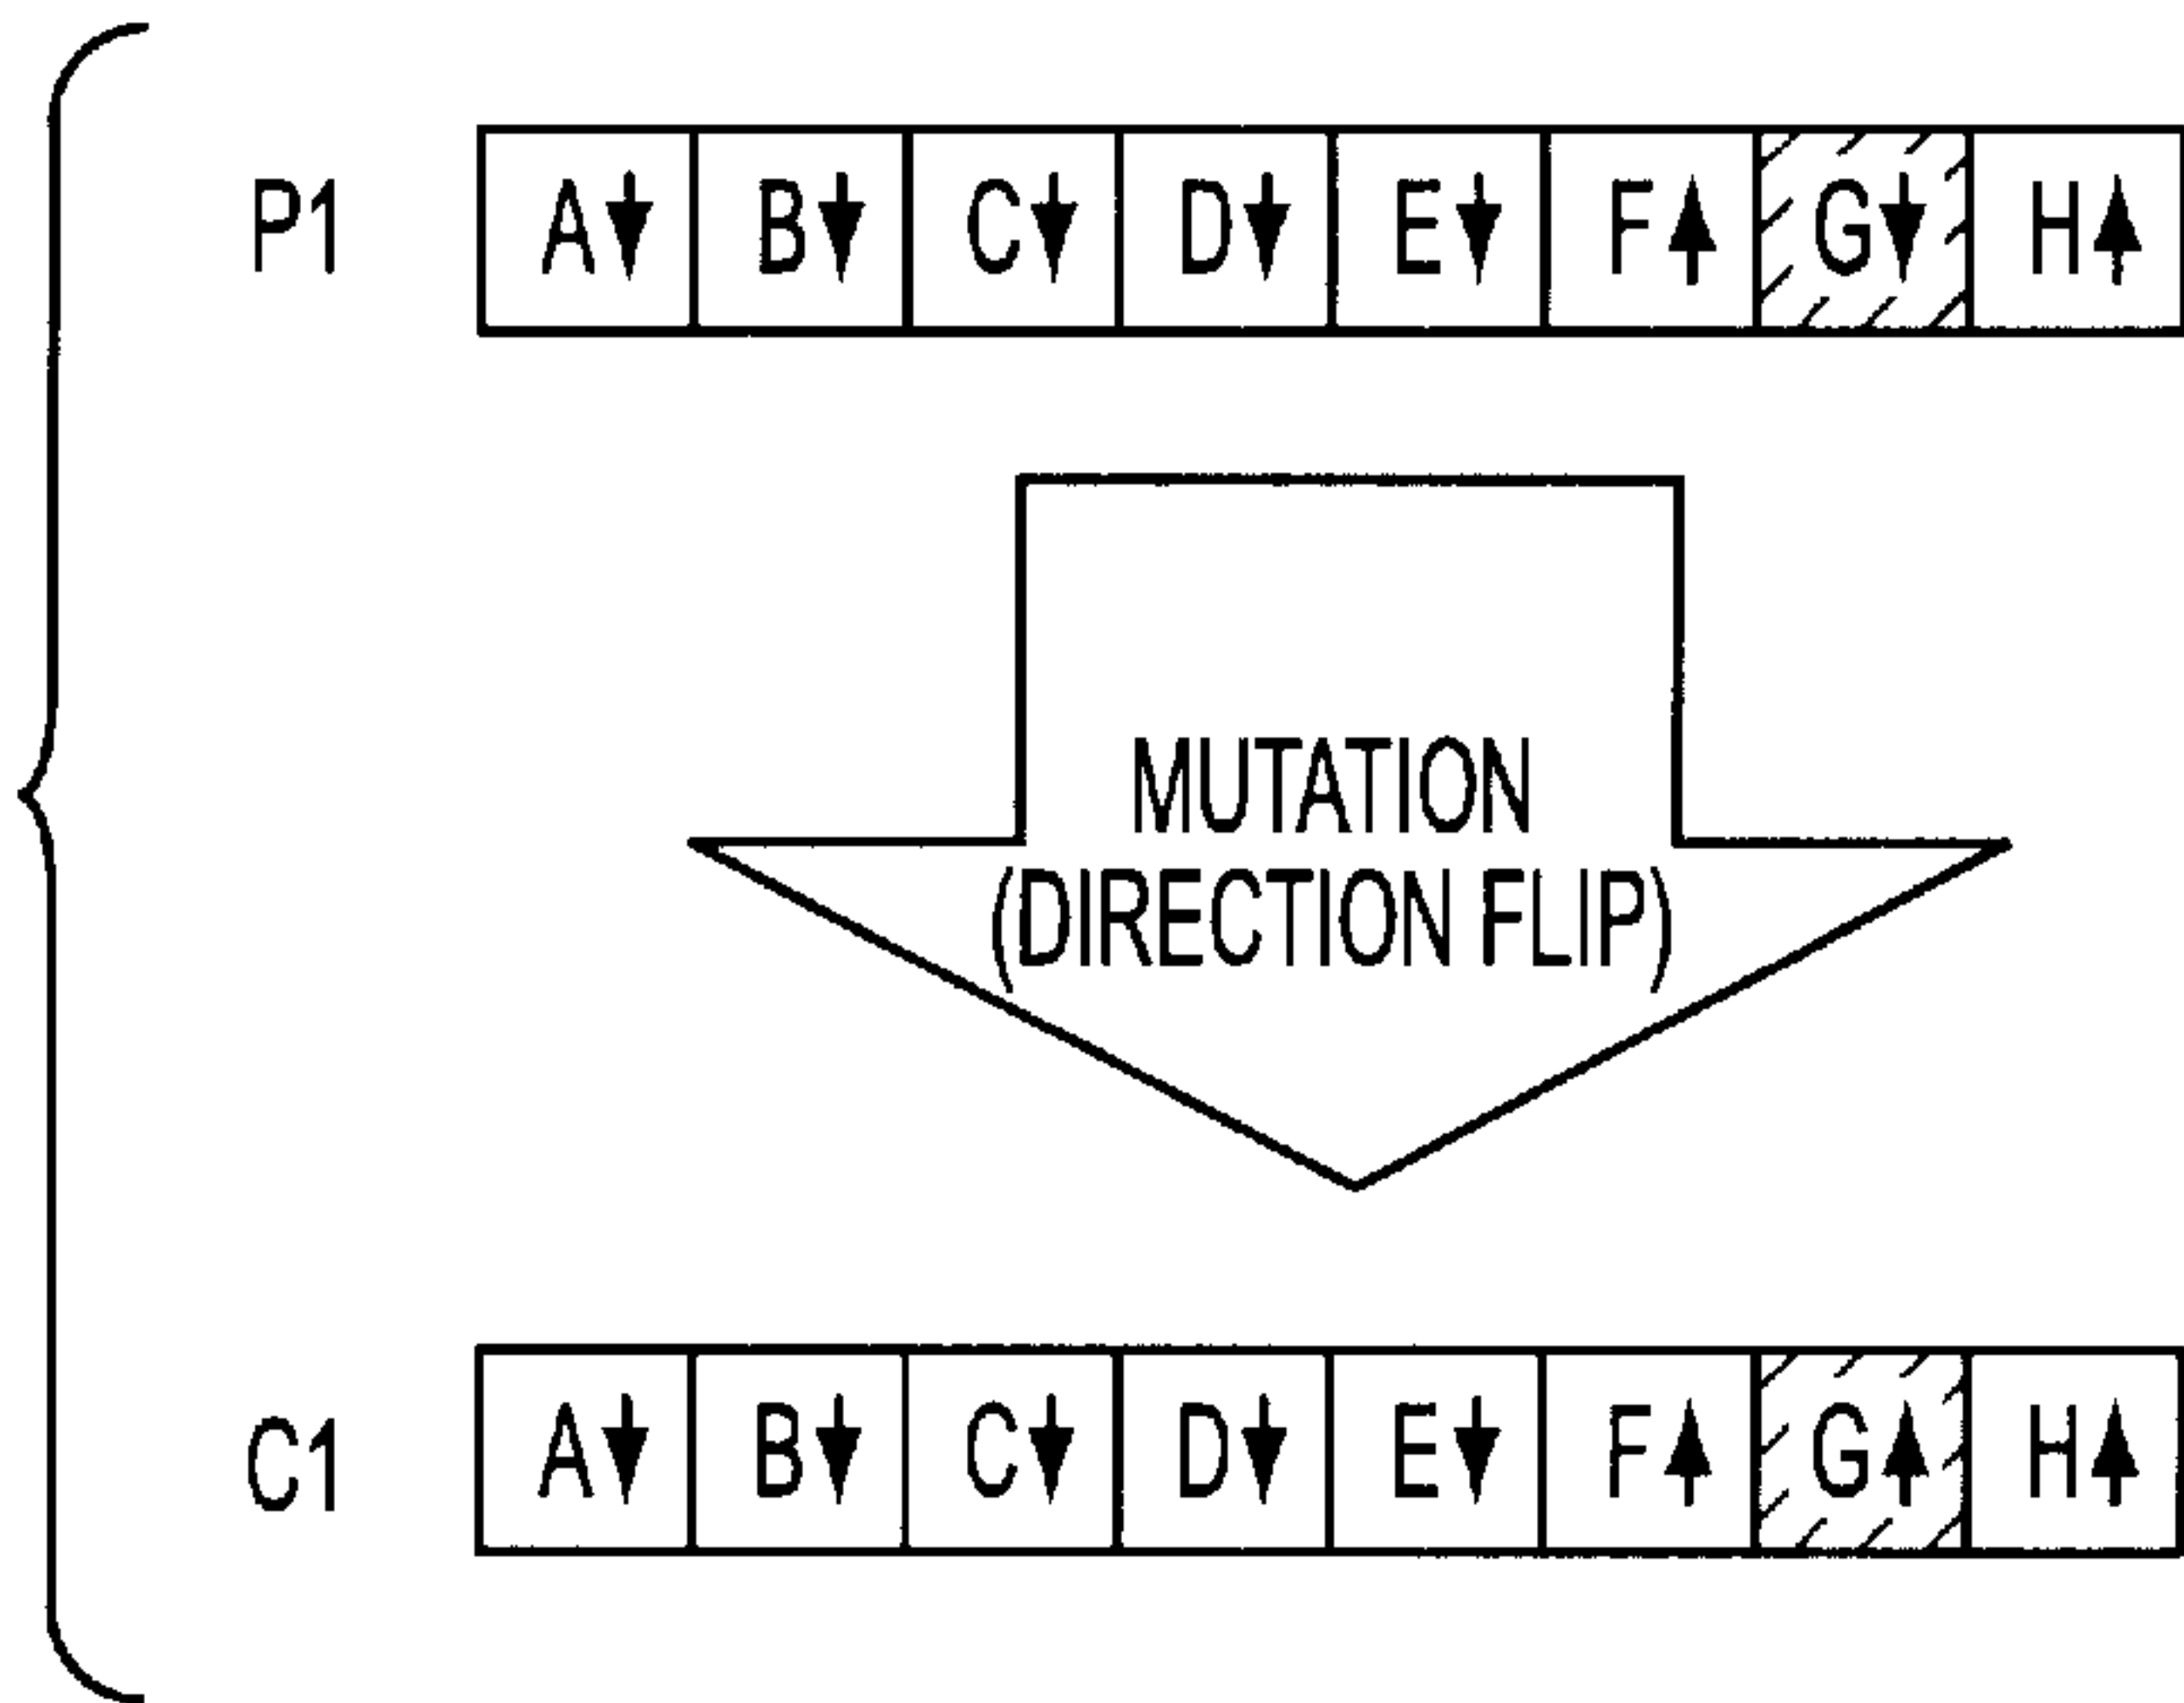 P1 A↓ B↓ C↓ D↓ E↓ F↑ G↓ H↑
MUTATION
(DIRECTION FLIP)
C1 A↓ B↓ C↓ D↓ E↓ F↑ G↑ H↑